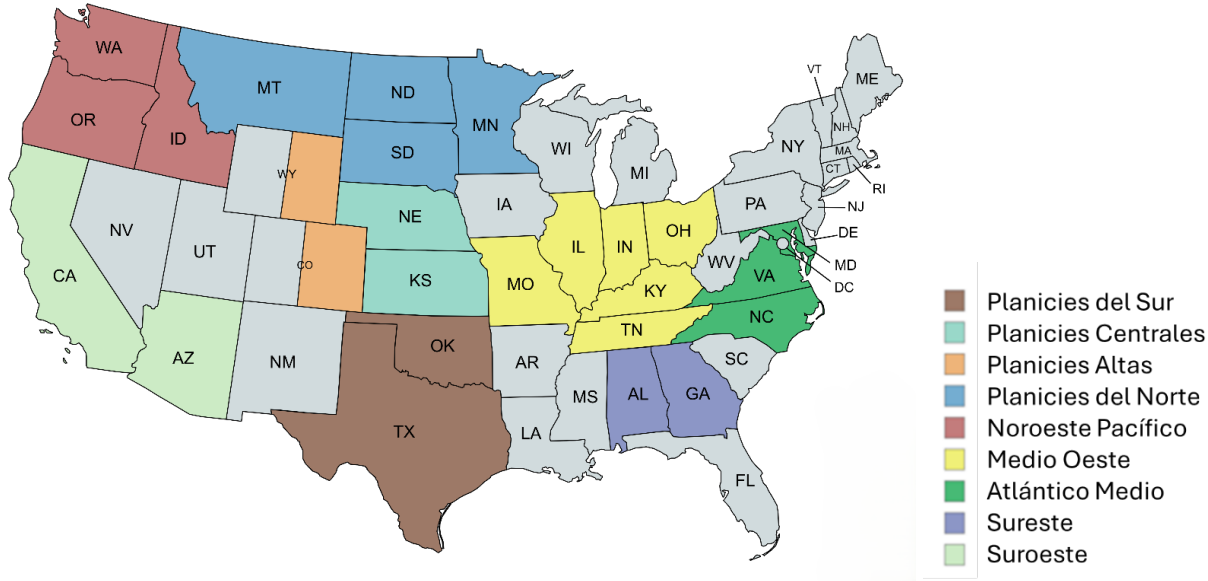 WA
MT
ND
MN
OR
ID
SD
WY
WI
MI
VT
ME
NH
NY
MA
CT
RI
NJ
PA
DE
MD
DC
NV
UT
CO
CA
AZ
NM
NE
KS
IA
IL
IN
OH
MO
KY
WV
VA
NC
TN
OK
AR
SC
TX
LA
MS
AL
GA
FL
Planicies del Sur
Planicies Centrales
Planicies Altas
Planicies del Norte
Noroeste Pacífico
Medio Oeste
Atlántico Medio
Sureste
Suroeste